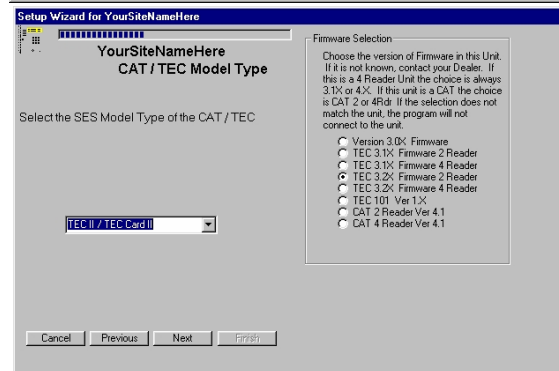 Setup Wizard for YourSiteNameHere
YourSiteNameHere
CAT / TEC Model Type
Select the SES Model Type of the CAT / TEC
TEC II / TEC Card II
Cancel
Previous
Next
Finish
Firmware Selection
Choose the version of Firmware in this Unit.
If it is not known, contact your Dealer. If
this is a 4 Reader Unit the choice is always
3.1X or 4.X. If this unit is a CAT the choice
is CAT 2 or 4Rdr If the selection does not
match the unit, the program will not
connect to the unit.
Version 3.0X Firmware
TEC 3.1X Firmware 2 Reader
TEC 3.1X Firmware 4 Reader
TEC 3.2X Firmware 2 Reader
TEC 3.2X Firmware 4 Reader
TEC 101 Ver 1.X
CAT 2 Reader Ver 4.1
CAT 4 Reader Ver 4.1